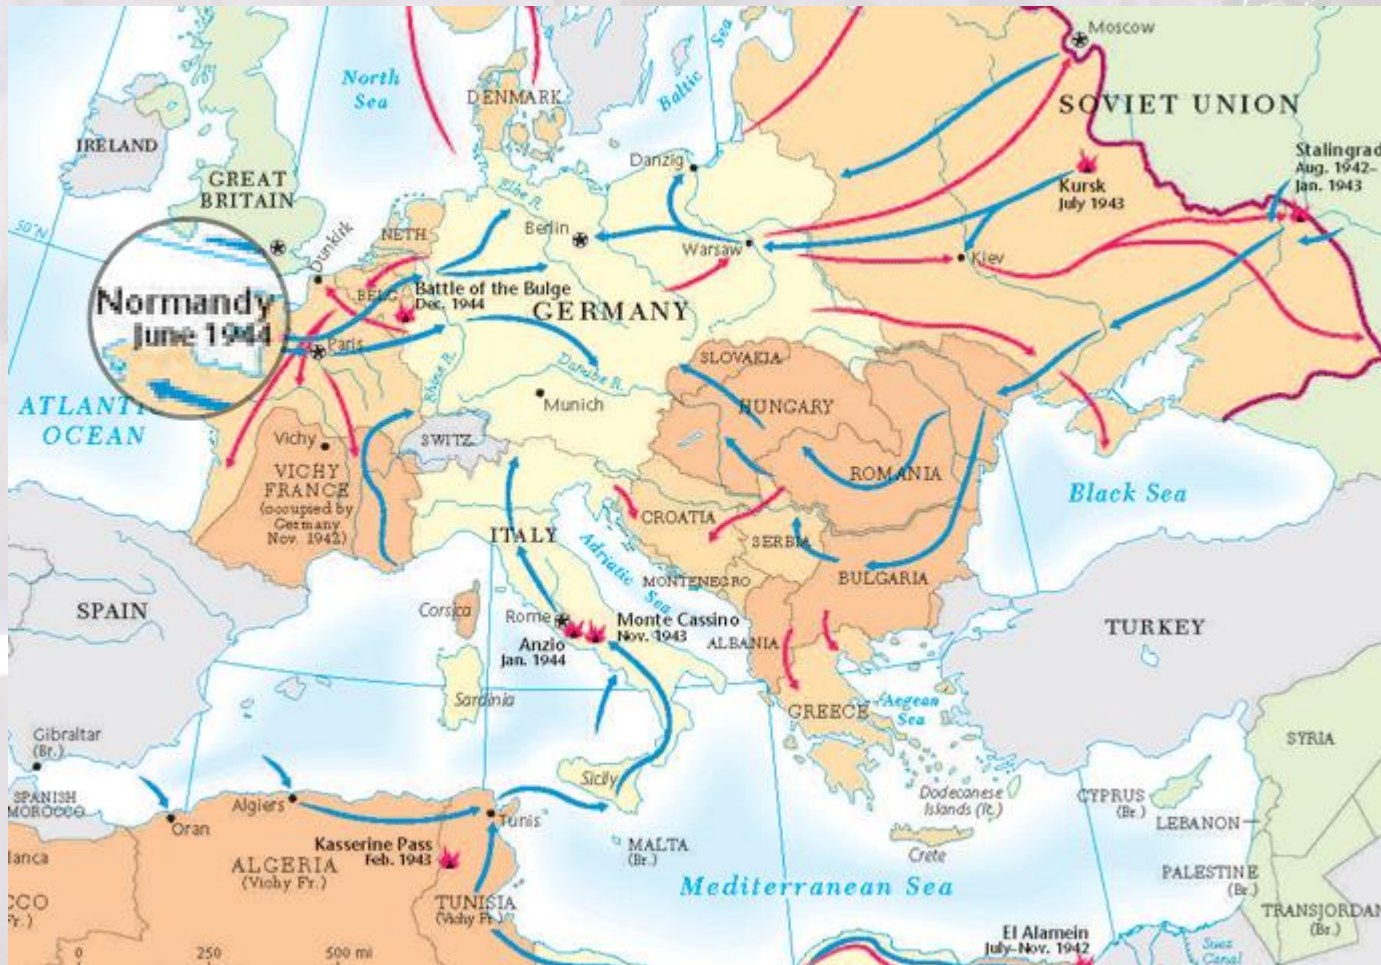 Moscow
North
Sea
Baltic
Sea
DENMARK
SOVIET UNION
IRELAND
Danzig
Stalingrad
Aug. 1942–
Jan. 1943
GREAT
BRITAIN
Kursk
July 1943
Elbe R.
50°N
Berlin
NETH.
Dunkirk
Warsaw
Kiev
Normandy
June 1944
BELG.
Battle of the Bulge
Dec. 1944
GERMANY
Paris
SLOVAKIA
Rhine R.
Danube R.
ATLANTI
OCEAN
Munich
HUNGARY
Vichy
SWITZ.
VICHY
FRANCE
(occupied by
Germany
Nov. 1942)
ROMANIA
Black Sea
CROATIA
ITALY
SERBIA
Adriatic
Sea
MONTENEGRO
BULGARIA
SPAIN
Corsica
Rome
Monte Cassino
Nov. 1943
Anzio
Jan. 1944
ALBANIA
TURKEY
Sardinia
GREECE
Aegean
Sea
Gibraltar
(Br.)
SYRIA
Sicily
SPANISH
MOROCCO
Algiers
Oran
Tunis
Dodecanese
Islands (It.)
CYPRUS
(Br.)
LEBANON
Kasserine Pass
Feb. 1943
MALTA
(Br.)
Crete
lanca
ALGERIA
(Vichy Fr.)
Mediterranean Sea
PALESTINE
(Br.)
CCO
Fr.)
TUNISIA
(Vichy Fr.)
TRANSJORDAN
(Br.)
El Alamein
July–Nov. 1942
Suez
Canal
0
250
500 mi